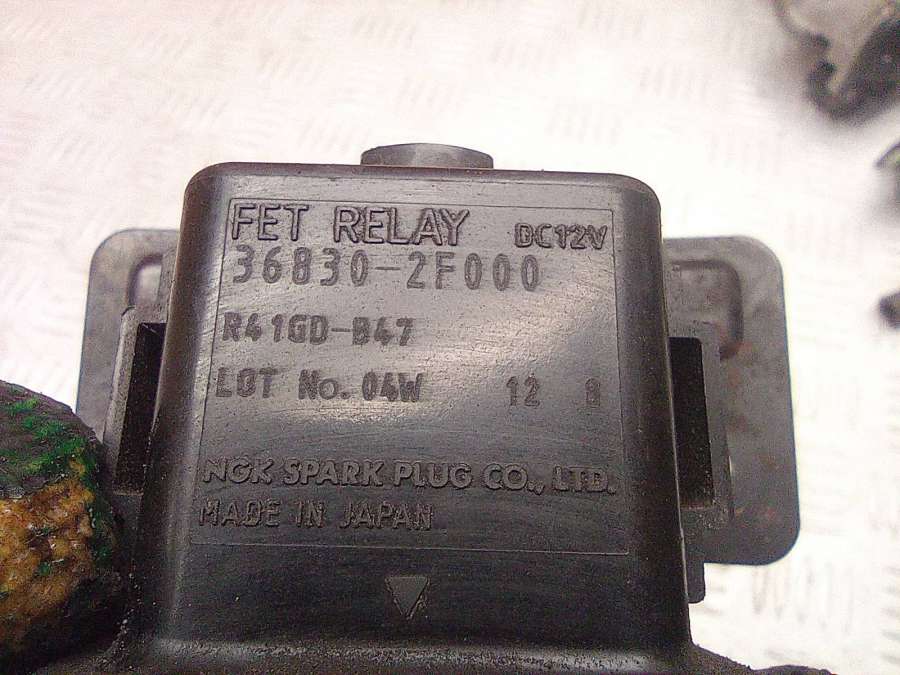 FET RELAY DC12V
36830-2F000
R41GD-B47
LOT No. 04W 12 8
NGK SPARK PLUG CO., LTD.
MADE IN JAPAN